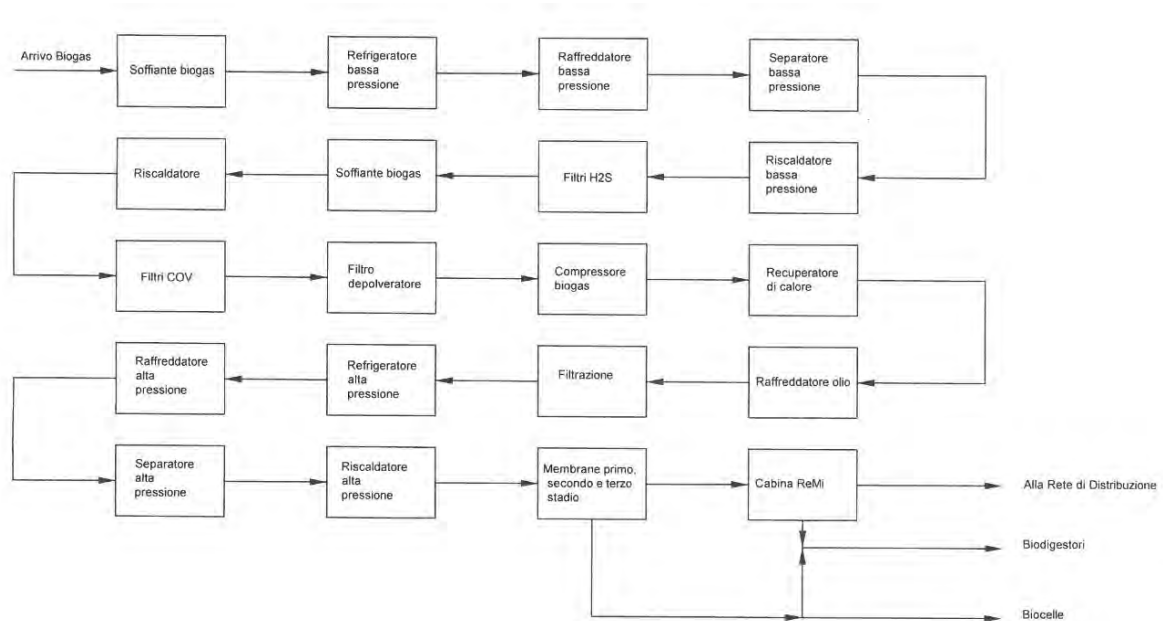 Arrivo Biogas
Soffiante biogas
Refrigeratore
bassa
pressione
Raffreddatore
bassa
pressione
Separatore
bassa
pressione
Riscaldatore
Soffiante biogas
Filtri H2S
Riscaldatore
bassa
pressione
Filtri COV
Filtro
depolveratore
Compressore
biogas
Recuperatore
di calore
Raffreddatore
alta
pressione
Refrigeratore
alta
pressione
Filtrazione
Raffreddatore olio
Separatore
alta
pressione
Riscaldatore
alta
pressione
Membrane primo,
secondo e terzo
stadio
Cabina ReMi
Alla Rete di Distribuzione
Biodigestori
Biocelle